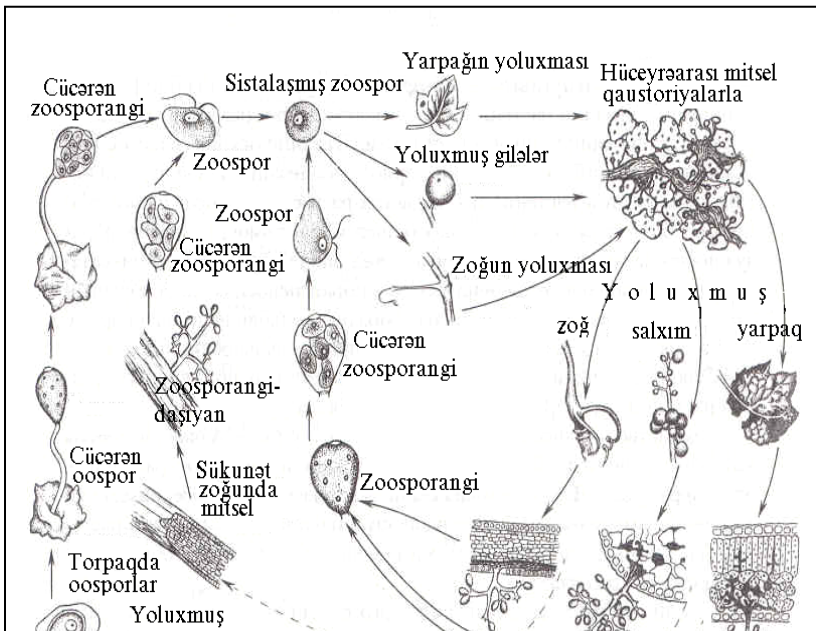 Cücərən
zoosporangi
Sistalaşmış zoospor
Yarpağın yoluxması
Hüceyrəarası mitsel
qaustoriyalarla
Zoospor
Yoluxmuş gilələr
Zoospor
Cücərən
zoosporangi
Zoğun yoluxması
Yoluxmuş
zoğ
salxım
yarpaq
Cücərən
zoosporangi
Zoosporangi-
daşıyan
Cücərən
oospor
Sükunət
zoğunda
mitsel
Zoosporangi
Torpaqda
oosporlar
Yoluxmuş